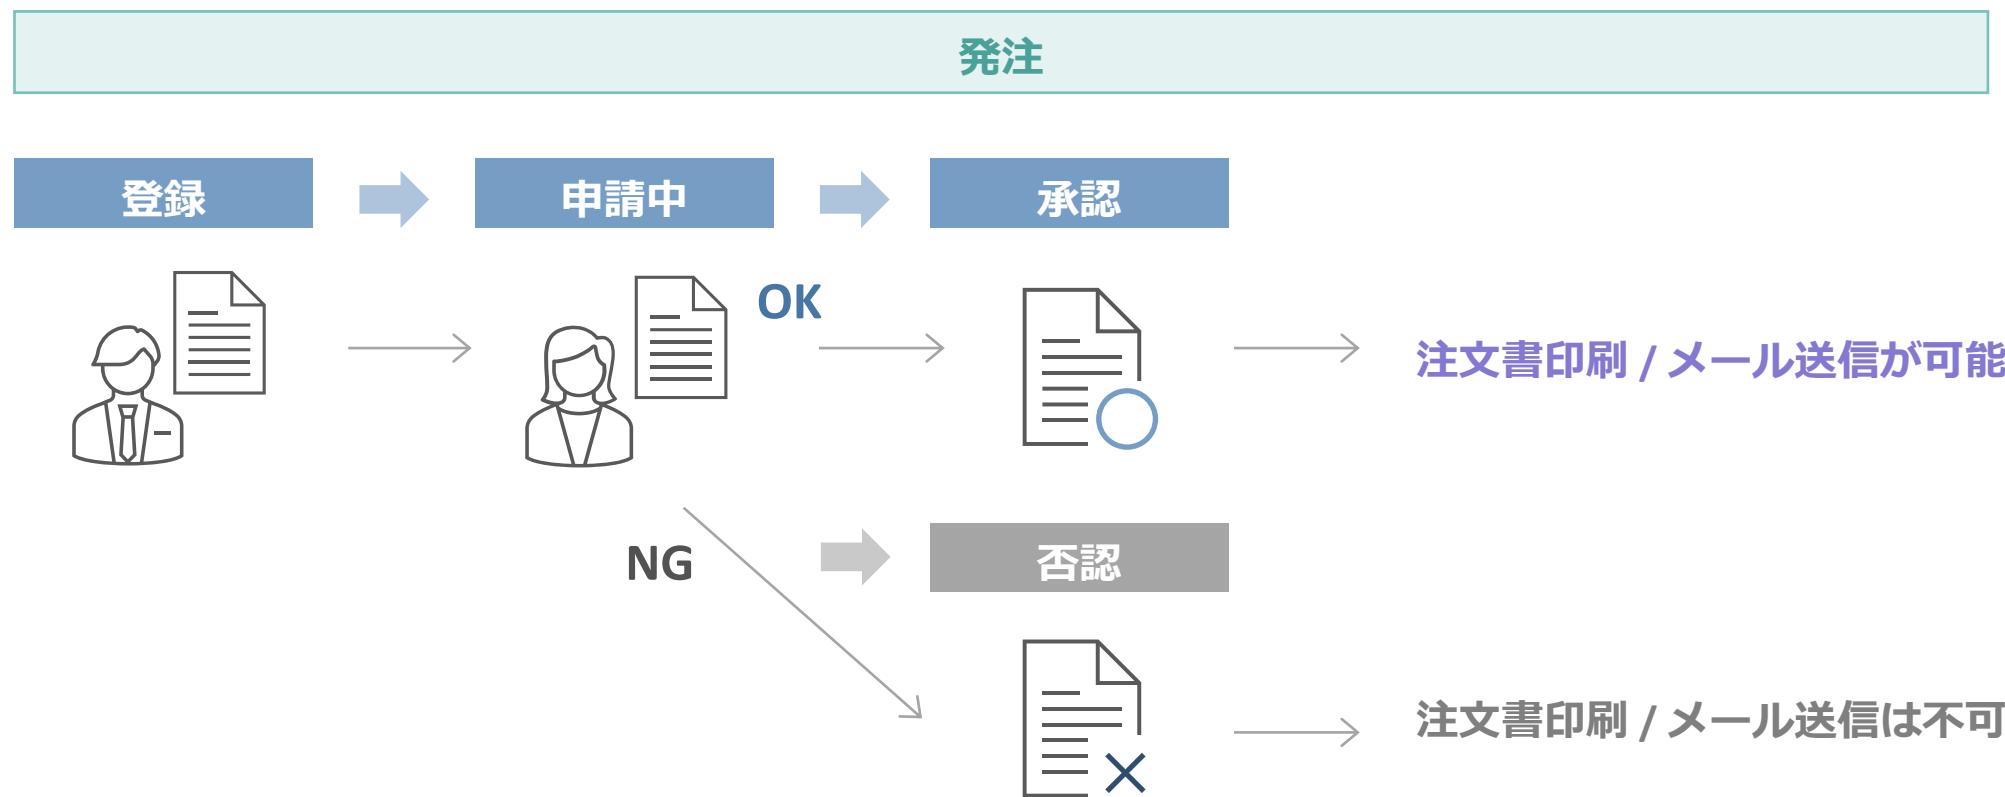 発注
登録
申請中
承認
OK
注文書印刷 / メール送信が可能
NG
否認
注文書印刷 / メール送信は不可